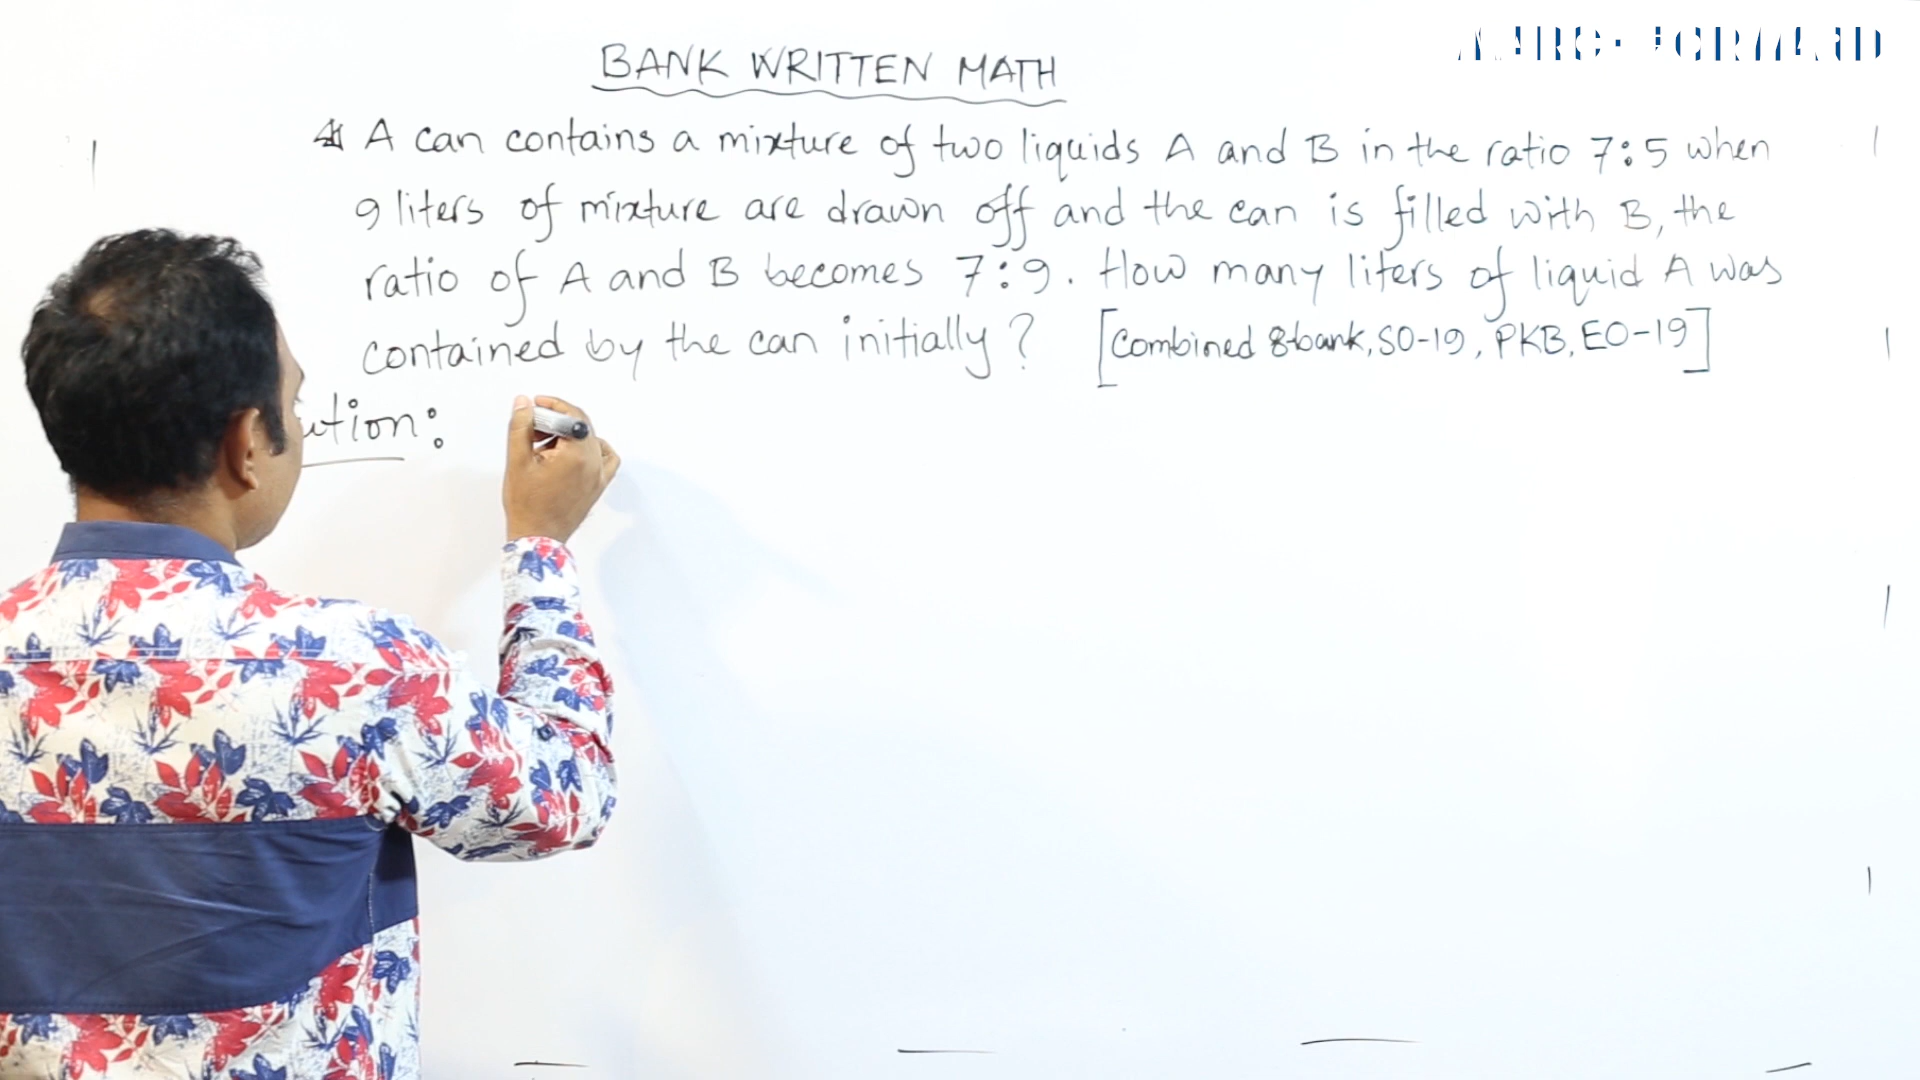 BANK WRITTEN MATH
A can contains a mixture of two liquids A and B in the ratio 7:5 when
9 liters of mixture are drawn off and the can is filled with B, the
ratio of A and B becomes 7:9. How many liters of liquid A was
contained by the can initially? [Combined 8-bank, SO-19, PKB, EO-19]
ution: